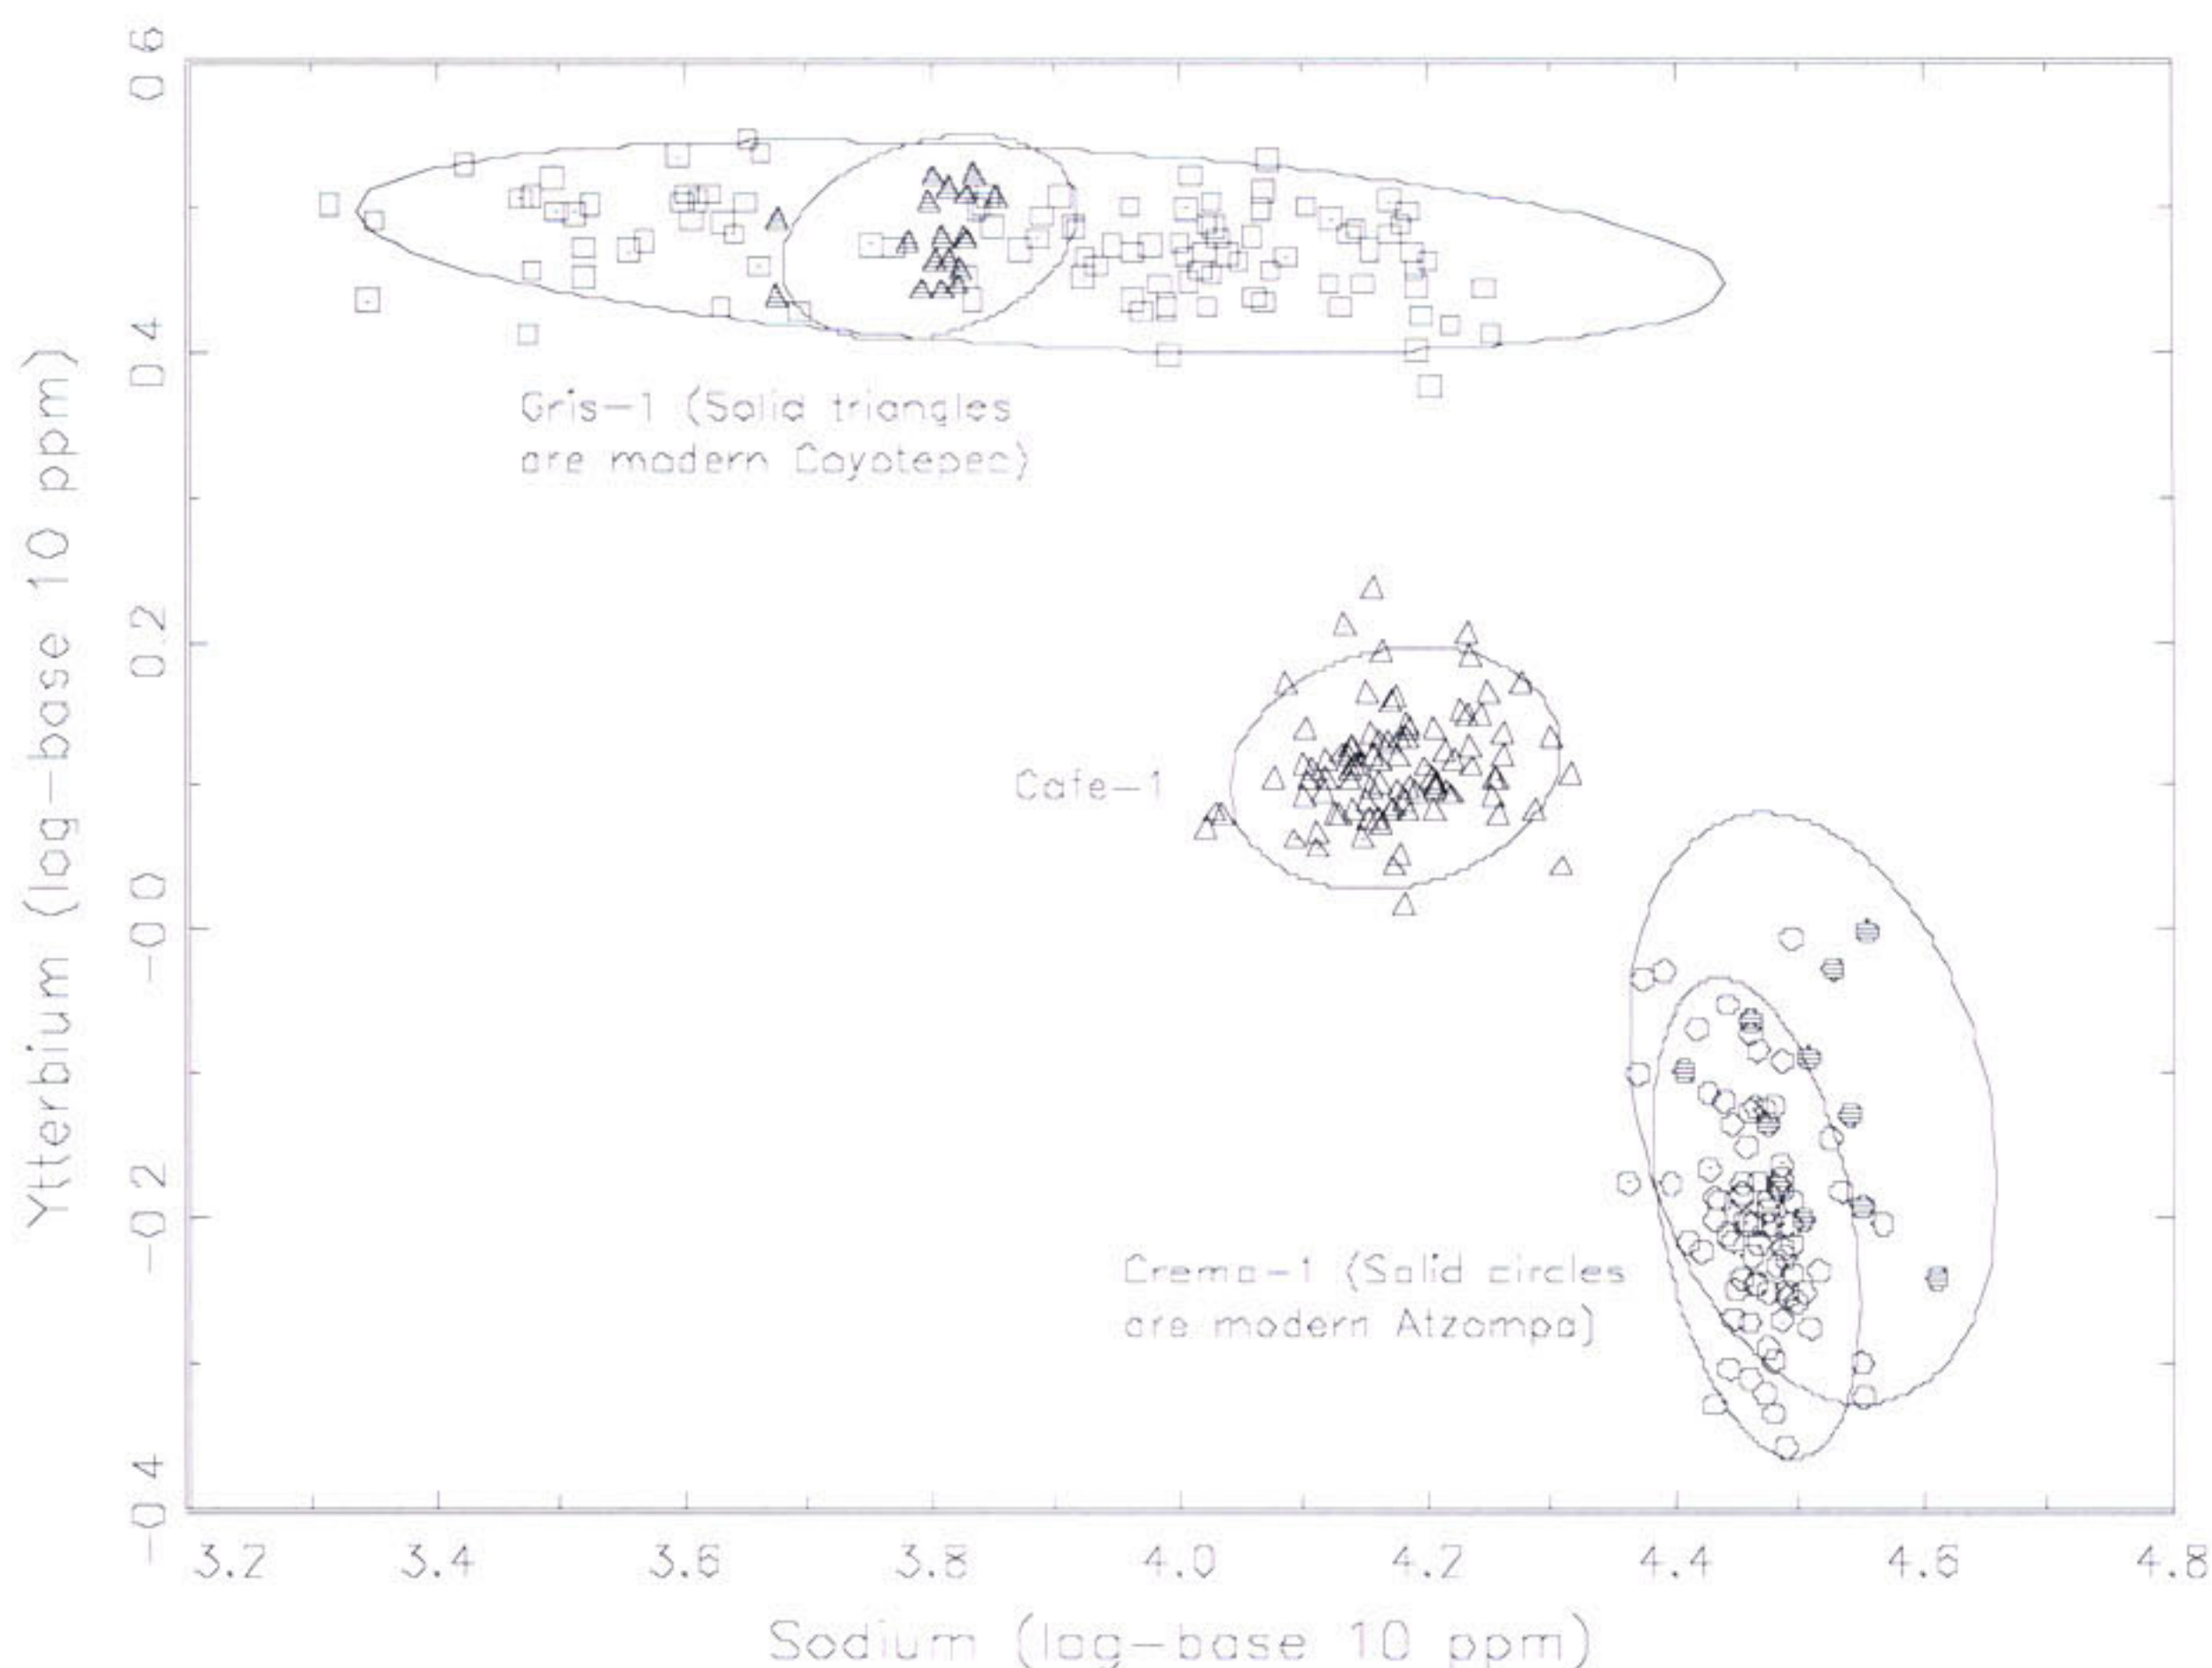 0.6
0.4
0.2
-0.0
-0.2
-0.4
Ytterbium (log-base 10 ppm)
Gris-1 (Solid triangles
are modern Coyotepec)
Cafe-1
Crema-1 (Solid circles
are modern Atzompa)
3.2 3.4 3.6 3.8 4.0 4.2 4.4 4.6 4.8
Sodium (log-base 10 ppm)